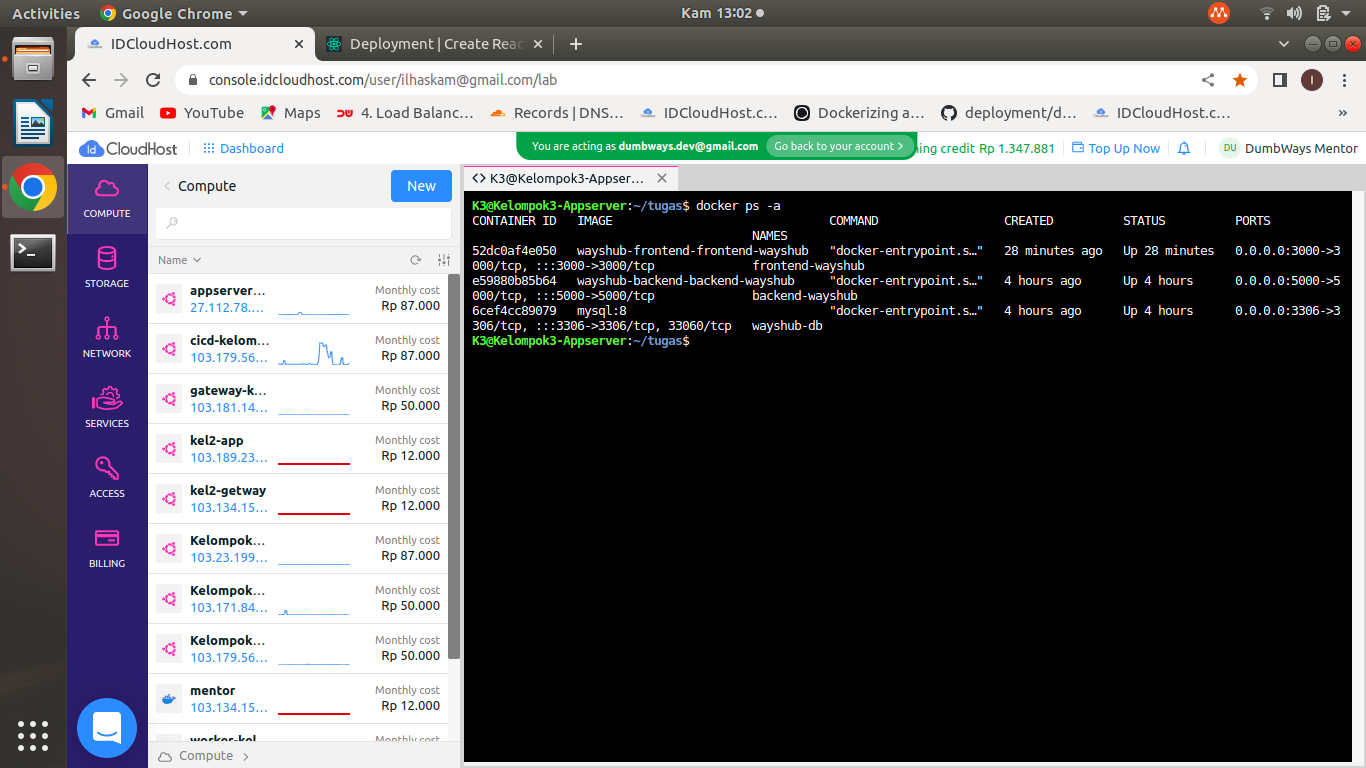 Activities Google Chrome Kam 13:02
IDCloudHost.com Deployment | Create Reac
console.idcloudhost.com/user/ilhaskam@gmail.com/lab I
Gmail YouTube Maps 4. Load Balanc… Records | DNS… IDCloudHost.c… Dockerizing a… deployment/d… IDCloudHost.c… »
Id CloudHost Dashboard You are acting as dumbways.dev@gmail.com Go back to your account > ning credit Rp 1.347.881 Top Up Now DU DumbWays Mentor
COMPUTE
STORAGE
NETWORK
SERVICES
ACCESS
BILLING
Compute New
Name
appserver… Monthly cost
27.112.78.… Rp 87.000
cicd-kelom… Monthly cost
103.179.56… Rp 87.000
gateway-k… Monthly cost
103.181.14… Rp 50.000
kel2-app Monthly cost
103.189.23… Rp 12.000
kel2-getway Monthly cost
103.134.15… Rp 12.000
Kelompok… Monthly cost
103.23.199… Rp 87.000
Kelompok… Monthly cost
103.171.84… Rp 50.000
Kelompok… Monthly cost
103.179.56… Rp 50.000
mentor Monthly cost
103.134.15… Rp 12.000
worker-kel Monthly cost
Compute >
<> K3@Kelompok3-Appser…
K3@Kelompok3-Appserver:~/tugas$ docker ps -a
CONTAINER ID IMAGE COMMAND CREATED STATUS PORTS
NAMES
52dc0af4e050 wayshub-frontend-frontend-wayshub "docker-entrypoint.s…" 28 minutes ago Up 28 minutes 0.0.0.0:3000->3
000/tcp, :::3000->3000/tcp frontend-wayshub
e59880b85b64 wayshub-backend-backend-wayshub "docker-entrypoint.s…" 4 hours ago Up 4 hours 0.0.0.0:5000->5
000/tcp, :::5000->5000/tcp backend-wayshub
6cef4cc89079 mysql:8 "docker-entrypoint.s…" 4 hours ago Up 4 hours 0.0.0.0:3306->3
306/tcp, :::3306->3306/tcp, 33060/tcp wayshub-db
K3@Kelompok3-Appserver:~/tugas$